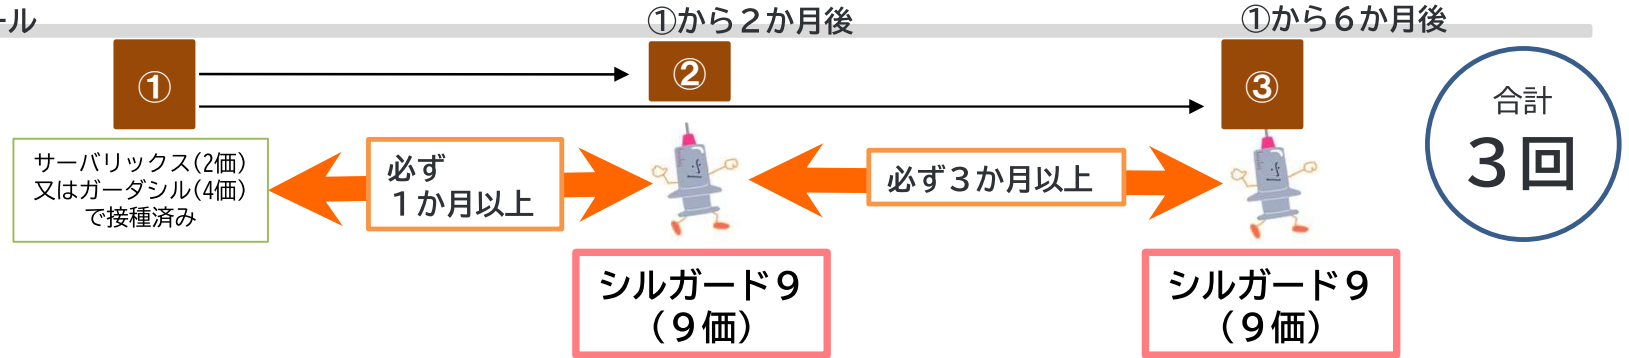 ール
①から２か月後
①から６か月後
①
②
③
サーバリックス(2価)
又はガーダシル(4価)
で接種済み
必ず
１か月以上
必ず３か月以上
シルガード９
（９価）
シルガード９
（９価）
合計
３回